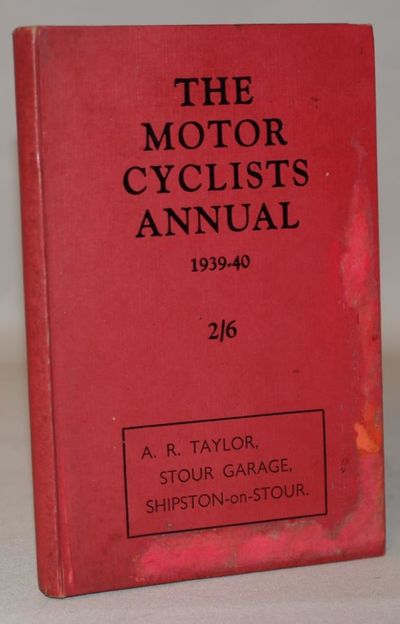 THE
MOTOR
CYCLISTS
ANNUAL
1939-40
2/6
A. R. TAYLOR,
STOUR GARAGE,
SHIPSTON-on-STOUR.